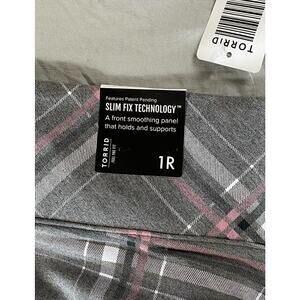 TORRID
Features Patent Pending
SLIM FIX TECHNOLOGY™
A front smoothing panel
that holds and supports
1R
TORRID